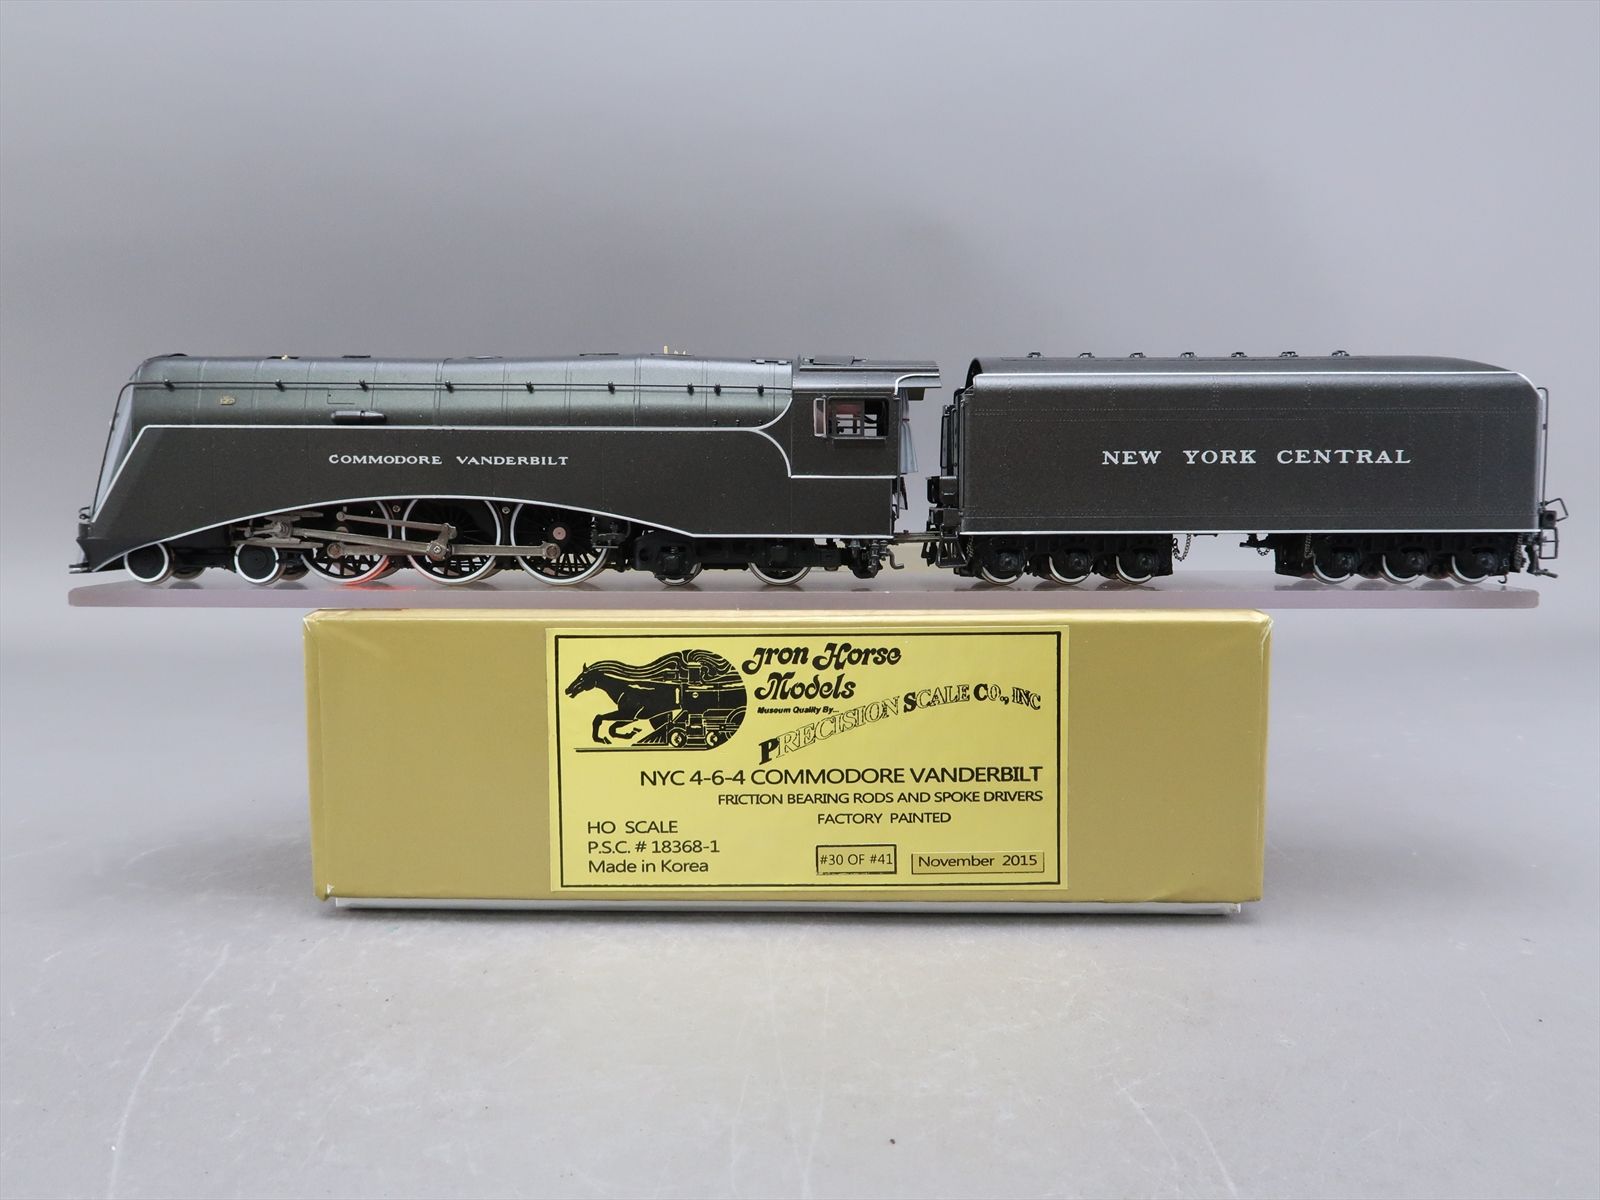 COMMODORE VANDERBILT
NEW YORK CENTRAL
Iron Horse
Models
Museum Quality By...
PRECISION SCALE CO., INC
NYC 4-6-4 COMMODORE VANDERBILT
FRICTION BEARING RODS AND SPOKE DRIVERS
FACTORY PAINTED
HO SCALE
P.S.C. # 18368-1
Made in Korea
#30 OF #41
November 2015